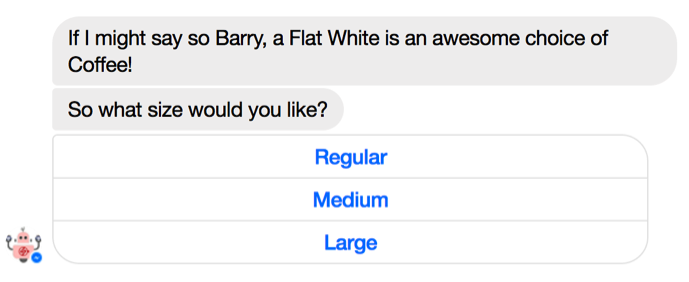 If I might say so Barry, a Flat White is an awesome choice of
Coffee!
So what size would you like?
Regular
Medium
Large